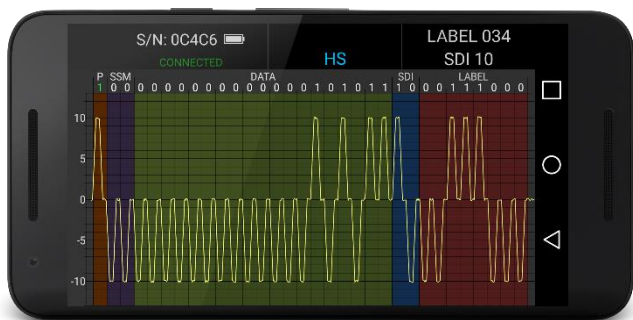 S/N: 0C4C6
CONNECTED
HS
LABEL 034
SDI 10
P SSM DATA SDI LABEL
1 0 0 0 0 0 0 0 0 0 0 0 0 0 0 0 1 0 1 0 1 1 1 0 0 0 1 1 1 0 0 0
10
5
0
-5
-10